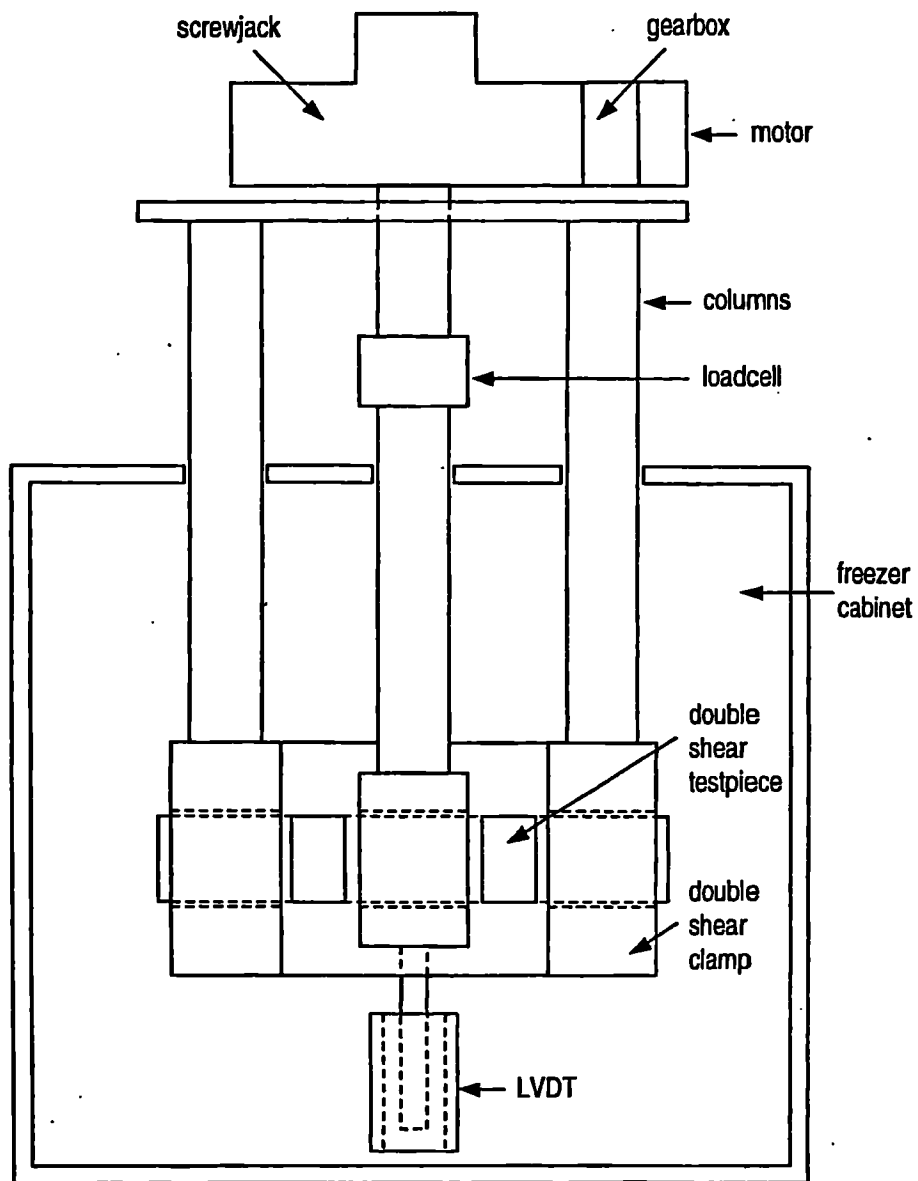 screwjack
gearbox
motor
columns
loadcell
freezer
cabinet
double
shear
testpiece
double
shear
clamp
LVDT